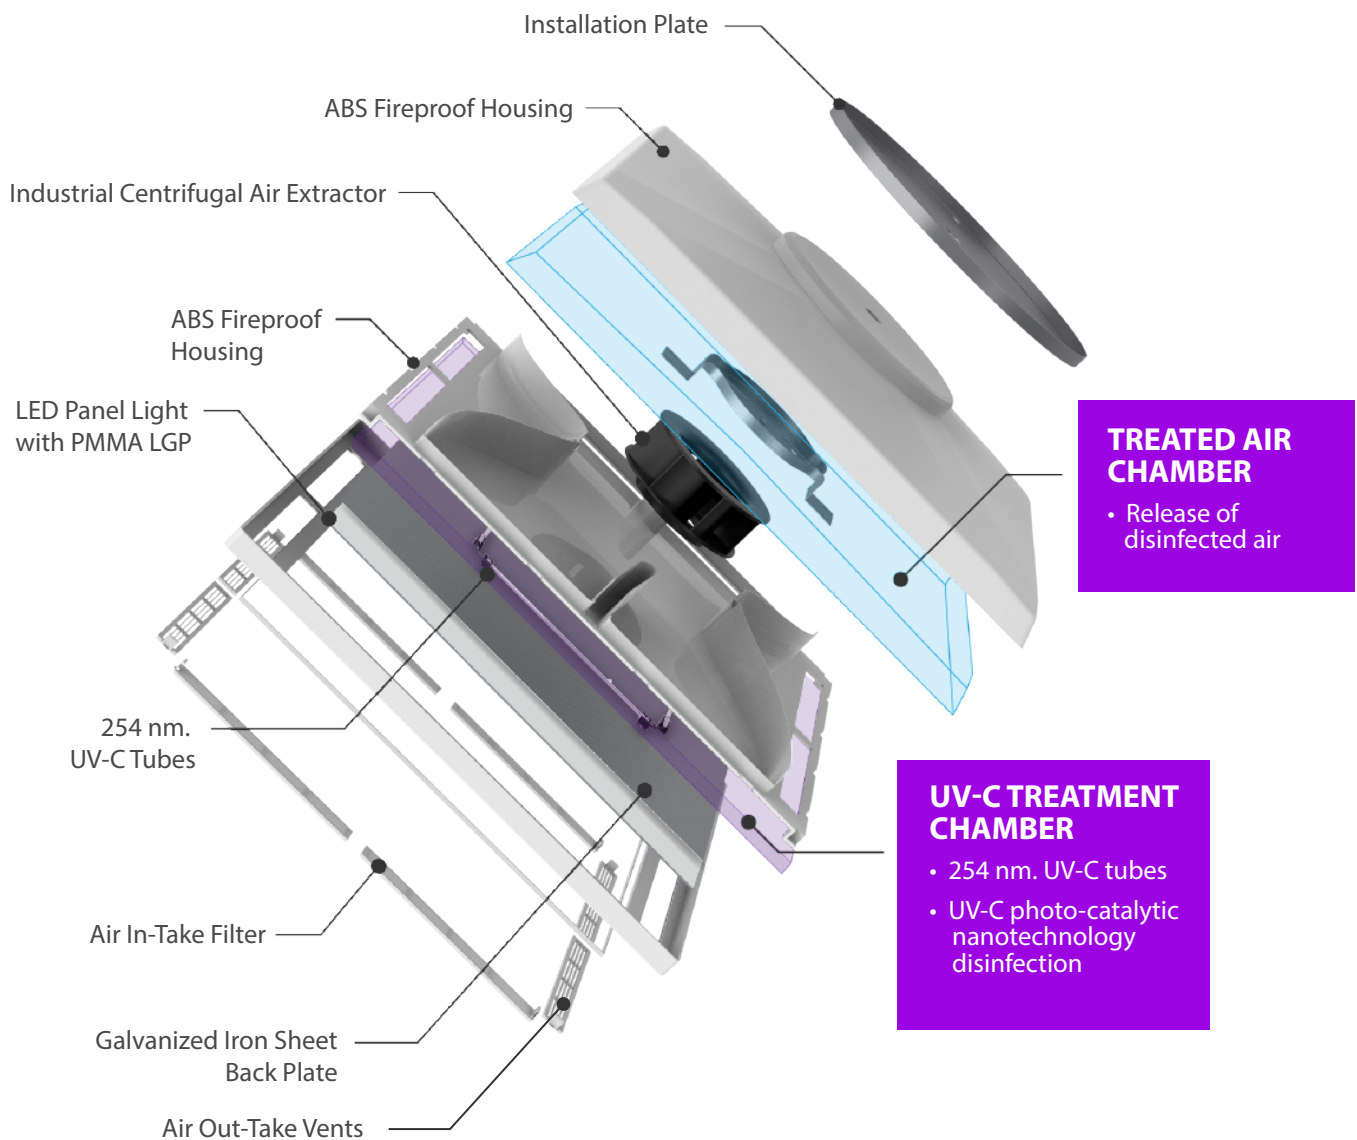 Installation Plate
ABS Fireproof Housing
Industrial Centrifugal Air Extractor
ABS Fireproof
Housing
LED Panel Light
with PMMA LGP
TREATED AIR
CHAMBER
• Release of
disinfected air
254 nm.
UV-C Tubes
UV-C TREATMENT
CHAMBER
• 254 nm. UV-C tubes
• UV-C photo-catalytic
nanotechnology
disinfection
Air In-Take Filter
Galvanized Iron Sheet
Back Plate
Air Out-Take Vents